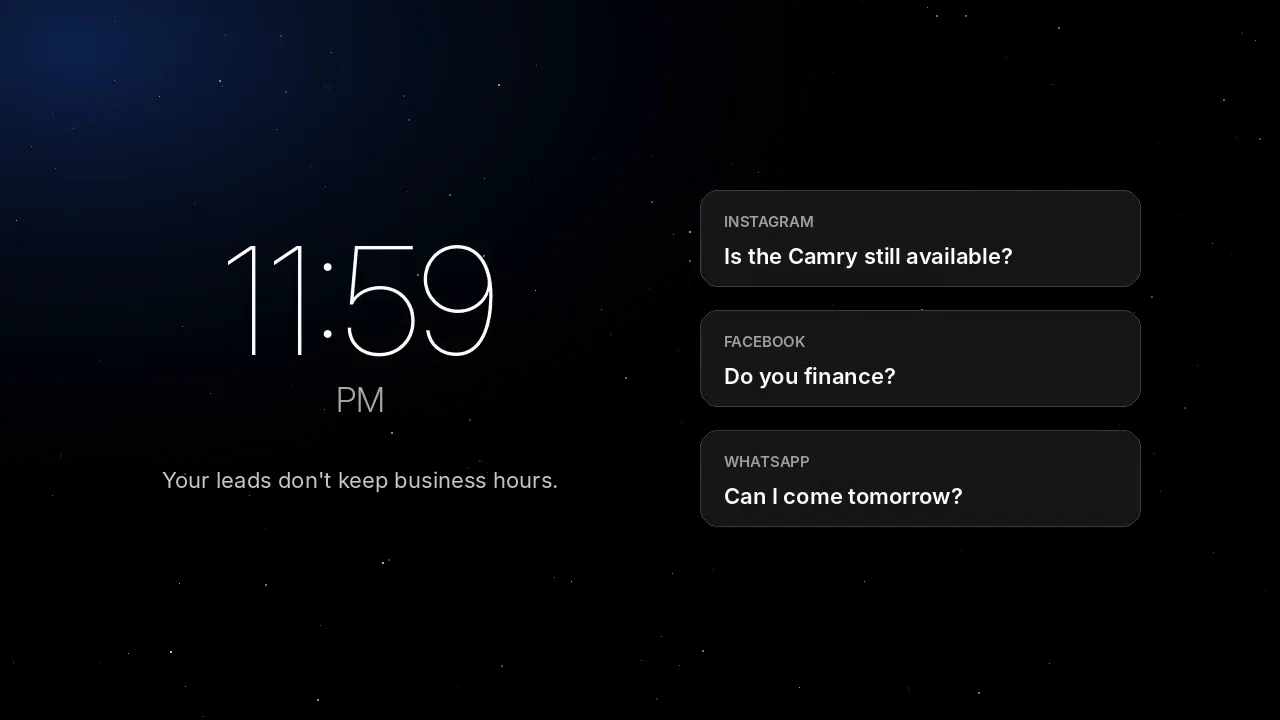 11:59
PM
Your leads don't keep business hours.
INSTAGRAM
Is the Camry still available?
FACEBOOK
Do you finance?
WHATSAPP
Can I come tomorrow?